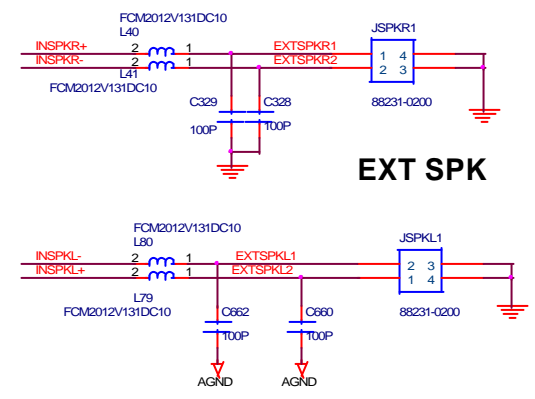 FCM2012V131DC10
L40
JSPKR1
INSPKR+ 2 1 EXTSPKR1 1 4
INSPKR- 2 1 EXTSPKR2 2 3
L41
FCM2012V131DC10
C329 C328
88231-0200
100P 100P
EXT SPK
FCM2012V131DC10
L80
JSPKL1
INSPKL- 2 1 EXTSPKL1 2 3
INSPKL+ 2 1 EXTSPKL2 1 4
L79
FCM2012V131DC10
C662 C660
88231-0200
100P 100P
AGND AGND